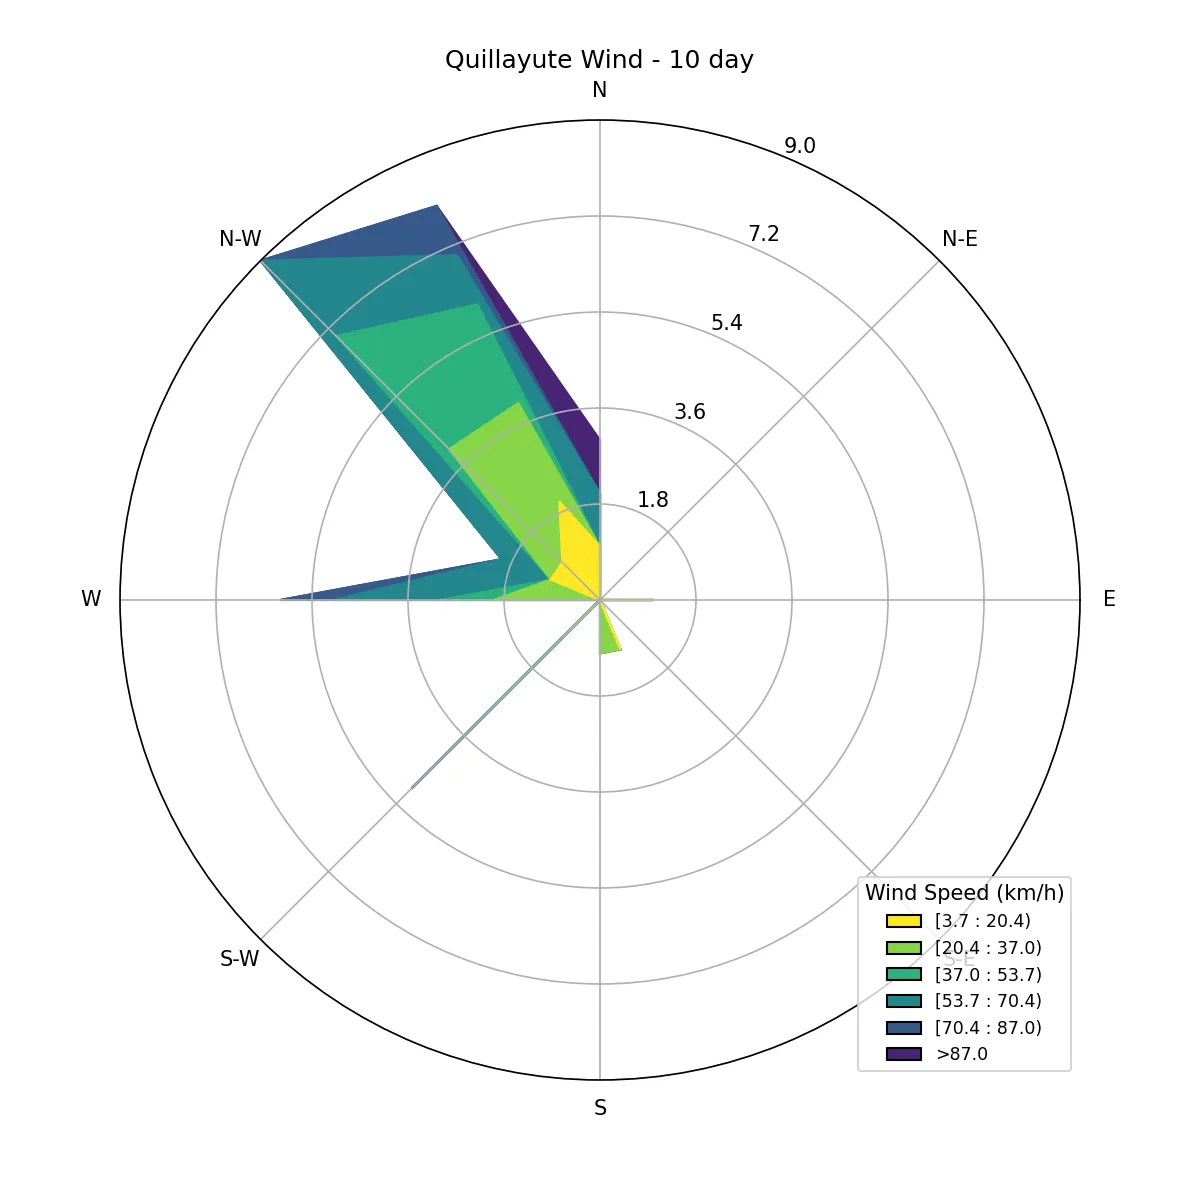 Quillayute Wind - 10 day
N
9.0
N-W
7.2
N-E
5.4
3.6
1.8
W
E
S-W
S-E
S
Wind Speed (km/h)
[3.7 : 20.4)
[20.4 : 37.0)
[37.0 : 53.7)
[53.7 : 70.4)
[70.4 : 87.0)
>87.0